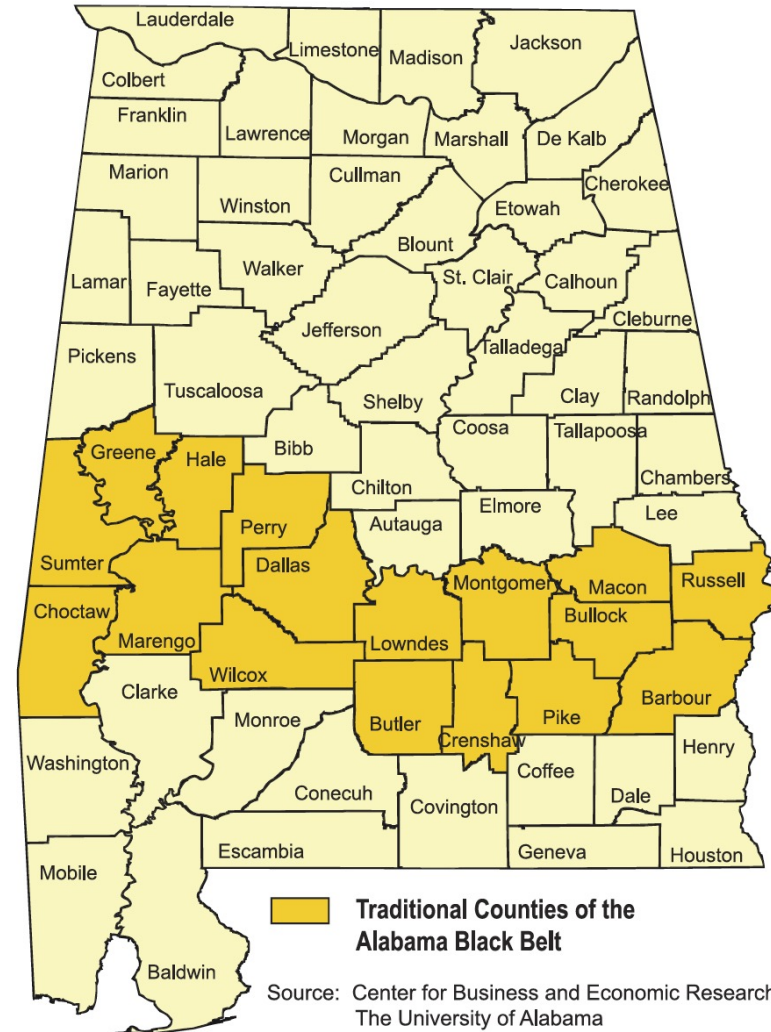 Lauderdale
Limestone
Madison
Jackson
Colbert
Franklin
Lawrence
Morgan
Marshall
De Kalb
Marion
Winston
Cullman
Cherokee
Etowah
Blount
Lamar
Fayette
Walker
St. Clair
Calhoun
Cleburne
Jefferson
Talladega
Pickens
Tuscaloosa
Shelby
Clay
Randolph
Greene
Hale
Bibb
Coosa
Tallapoosa
Chilton
Chambers
Perry
Autauga
Elmore
Lee
Sumter
Dallas
Montgomery
Macon
Russell
Choctaw
Marengo
Lowndes
Bullock
Wilcox
Clarke
Monroe
Butler
Crenshaw
Pike
Barbour
Washington
Conecuh
Covington
Coffee
Dale
Henry
Mobile
Escambia
Geneva
Houston
Baldwin
Traditional Counties of the
Alabama Black Belt
Source: Center for Business and Economic Research
The University of Alabama